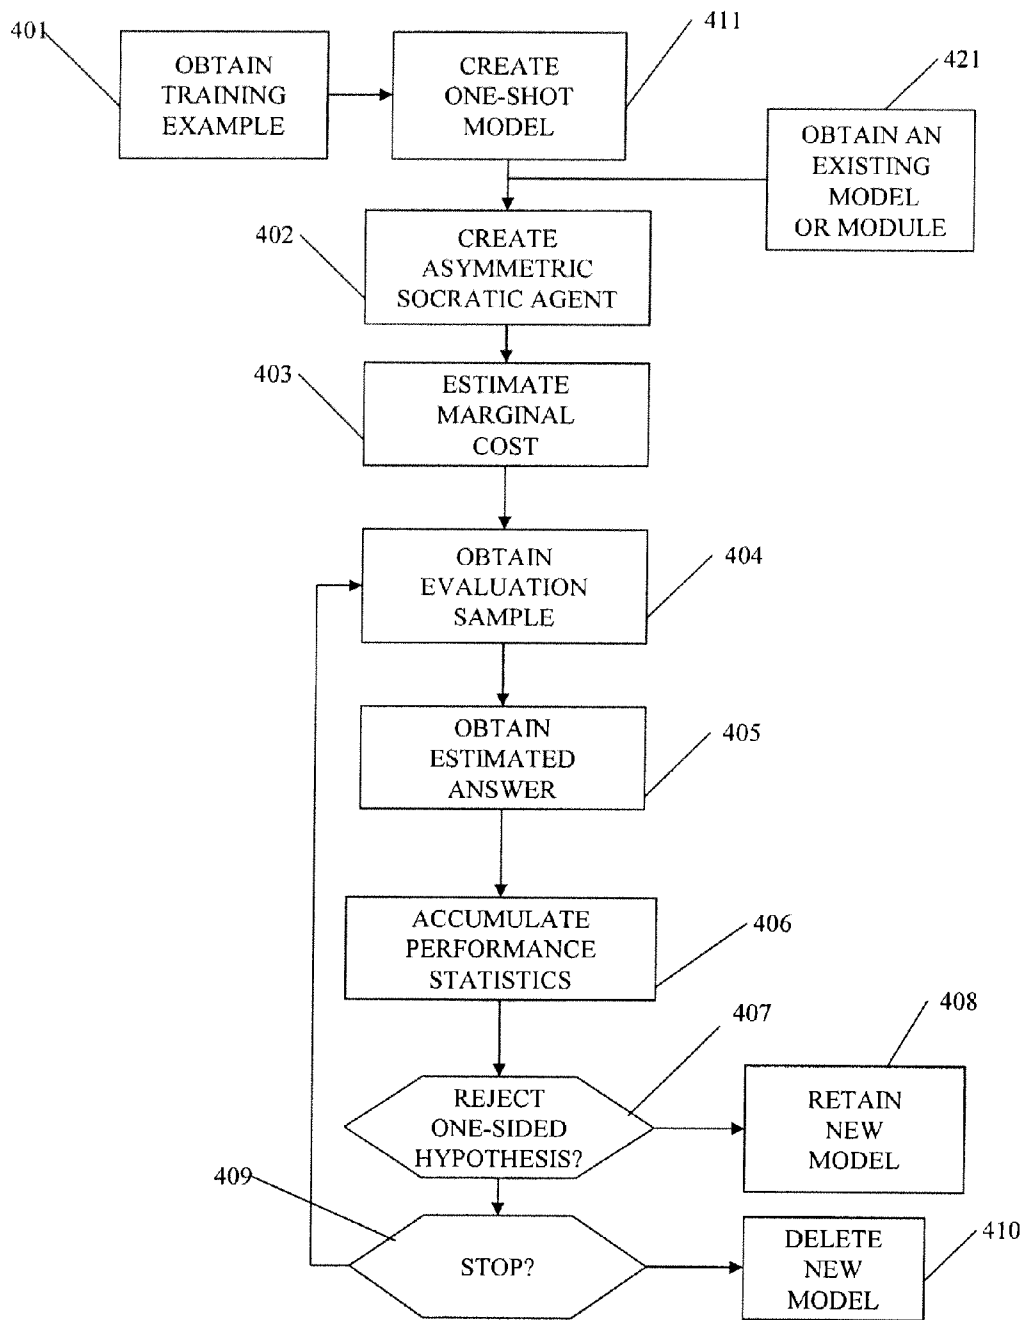 401
OBTAIN
TRAINING
EXAMPLE
411
CREATE
ONE-SHOT
MODEL
421
OBTAIN AN
EXISTING
MODEL
OR MODULE
402
CREATE
ASYMMETRIC
SOCRATIC AGENT
403
ESTIMATE
MARGINAL
COST
OBTAIN
EVALUATION
SAMPLE
404
OBTAIN
ESTIMATED
ANSWER
405
ACCUMULATE
PERFORMANCE
STATISTICS
406
REJECT
ONE-SIDED
HYPOTHESIS?
407
408
RETAIN
NEW
MODEL
409
STOP?
DELETE
NEW
MODEL
410